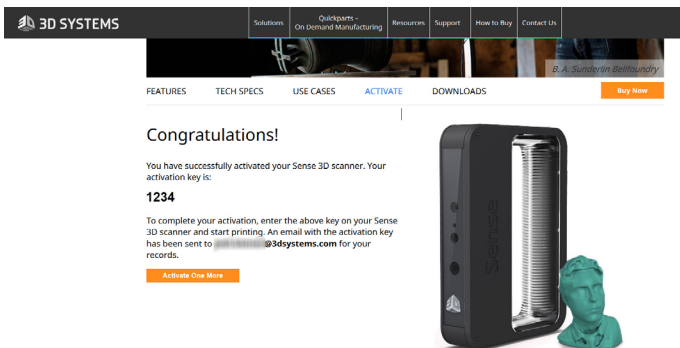 3D SYSTEMS
Solutions
Quickparts –
On Demand Manufacturing
Resources
Support
How to Buy
Contact Us
B. A. Sunderlin Bellfoundry
FEATURES TECH SPECS USE CASES ACTIVATE DOWNLOADS Buy Now
Congratulations!
You have successfully activated your Sense 3D scanner. Your
activation key is:
1234
To complete your activation, enter the above key on your Sense
3D scanner and start printing. An email with the activation key
has been sent to @3dsystems.com for your
records.
Activate One More
Sense